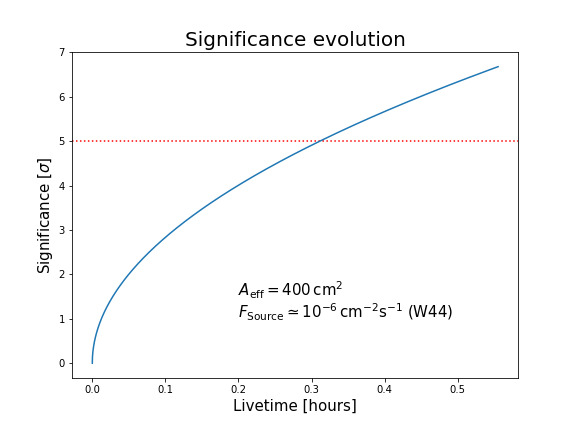 Significance evolution
Significance [σ]
7
6
5
4
3
2
1
0
A_eff = 400 cm²
F_Source ≃ 10⁻⁶ cm⁻²s⁻¹ (W44)
0.0 0.1 0.2 0.3 0.4 0.5
Livetime [hours]